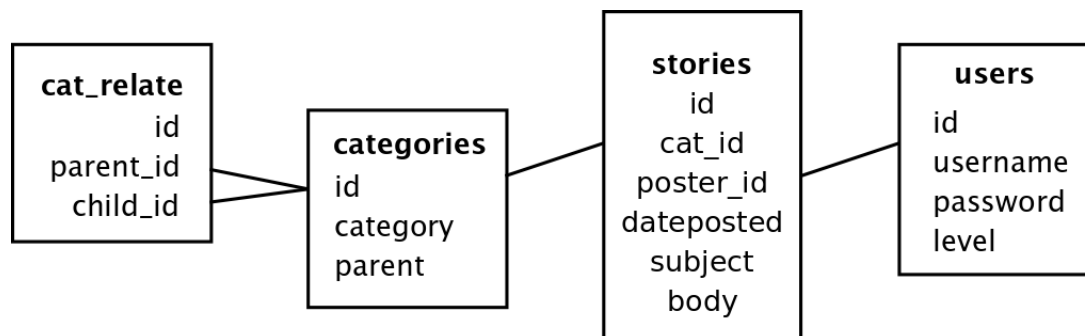 cat_relate
id
parent_id
child_id
categories
id
category
parent
stories
id
cat_id
poster_id
dateposted
subject
body
users
id
username
password
level